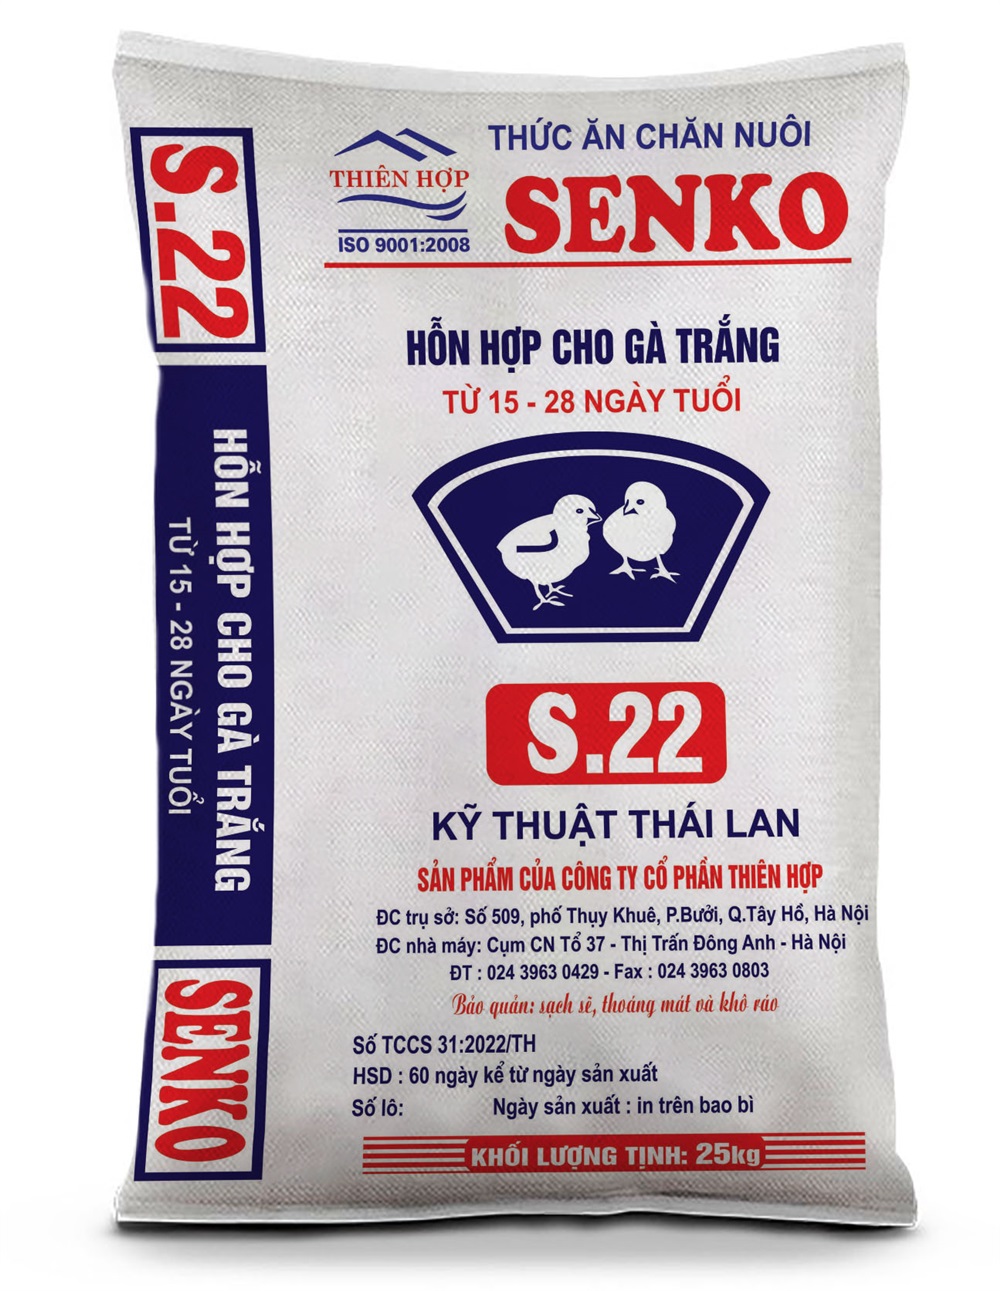 S.22
HỖN HỢP CHO GÀ TRẮNG
TỪ 15 - 28 NGÀY TUỔI
SENKO
THIÊN HỢP
ISO 9001:2008
THỨC ĂN CHĂN NUÔI
SENKO
HỖN HỢP CHO GÀ TRẮNG
TỪ 15 - 28 NGÀY TUỔI
S.22
KỸ THUẬT THÁI LAN
SẢN PHẨM CỦA CÔNG TY CỔ PHẦN THIÊN HỢP
ĐC trụ sở: Số 509, phố Thụy Khuê, P.Bưởi, Q.Tây Hồ, Hà Nội
ĐC nhà máy: Cụm CN Tổ 37 - Thị Trấn Đông Anh - Hà Nội
ĐT : 024 3963 0429 - Fax : 024 3963 0803
Bảo quản: sạch sẽ, thoáng mát và khô ráo
Số TCCS 31:2022/TH
HSD : 60 ngày kể từ ngày sản xuất
Số lô: Ngày sản xuất : in trên bao bì
KHỐI LƯỢNG TỊNH: 25kg